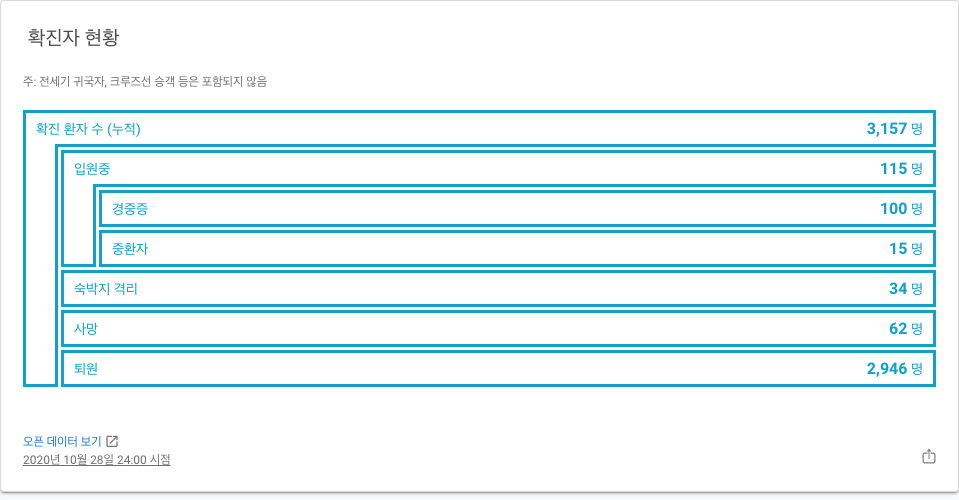 확진자 현황
주: 전세기 귀국자, 크루즈선 승객 등은 포함되지 않음
확진 환자 수 (누적) 3,157 명
입원중 115 명
경중증 100 명
중환자 15 명
숙박지 격리 34 명
사망 62 명
퇴원 2,946 명
오픈 데이터 보기
2020년 10월 28일 24:00 시점